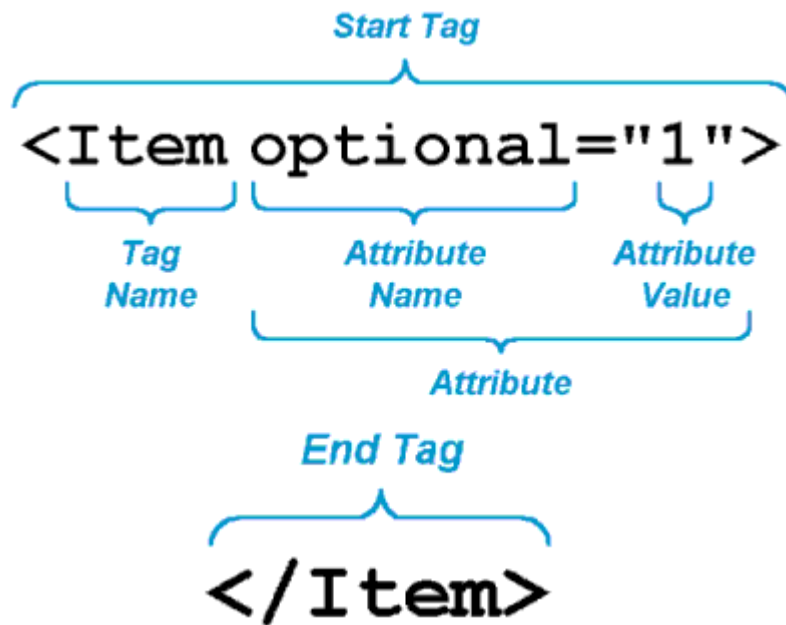 Start Tag
<Item optional="1">
Tag Name
Attribute Name
Attribute Value
Attribute
End Tag
</Item>